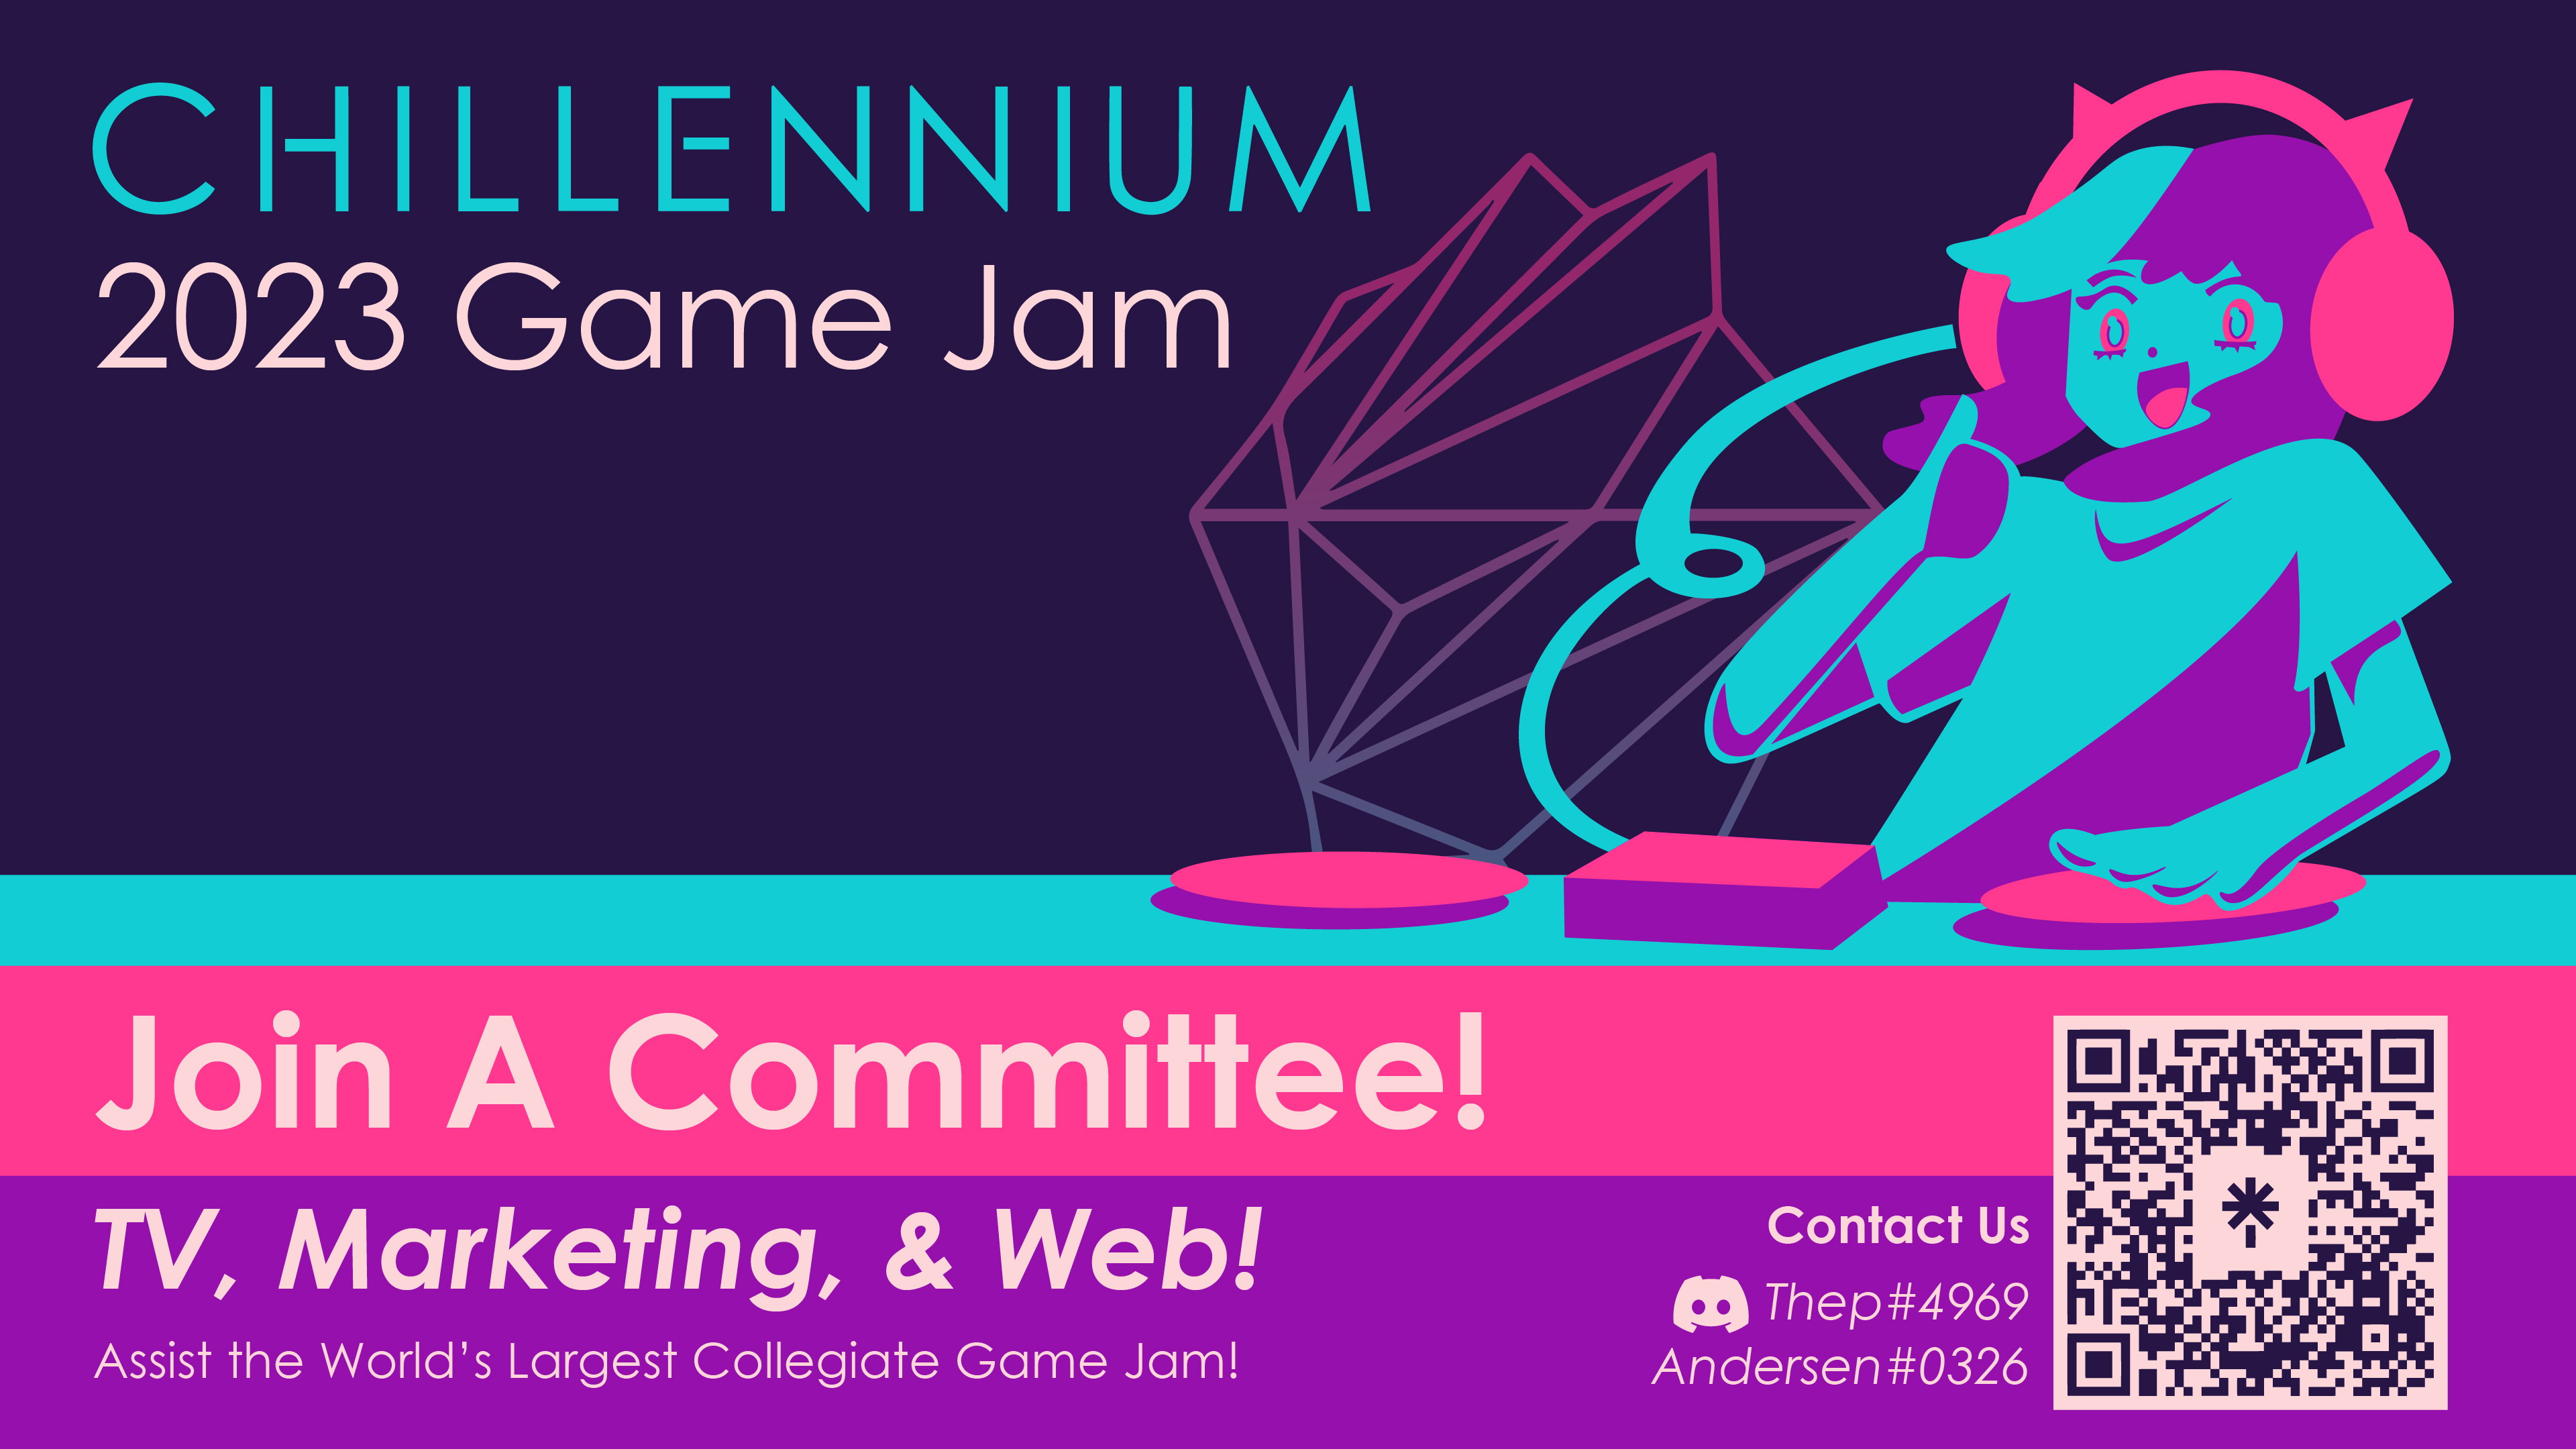 CHILLENNIUM
2023 Game Jam
Join A Committee!
TV, Marketing, & Web!
Assist the World's Largest Collegiate Game Jam!
Contact Us
Thep#4969
Andersen#0326